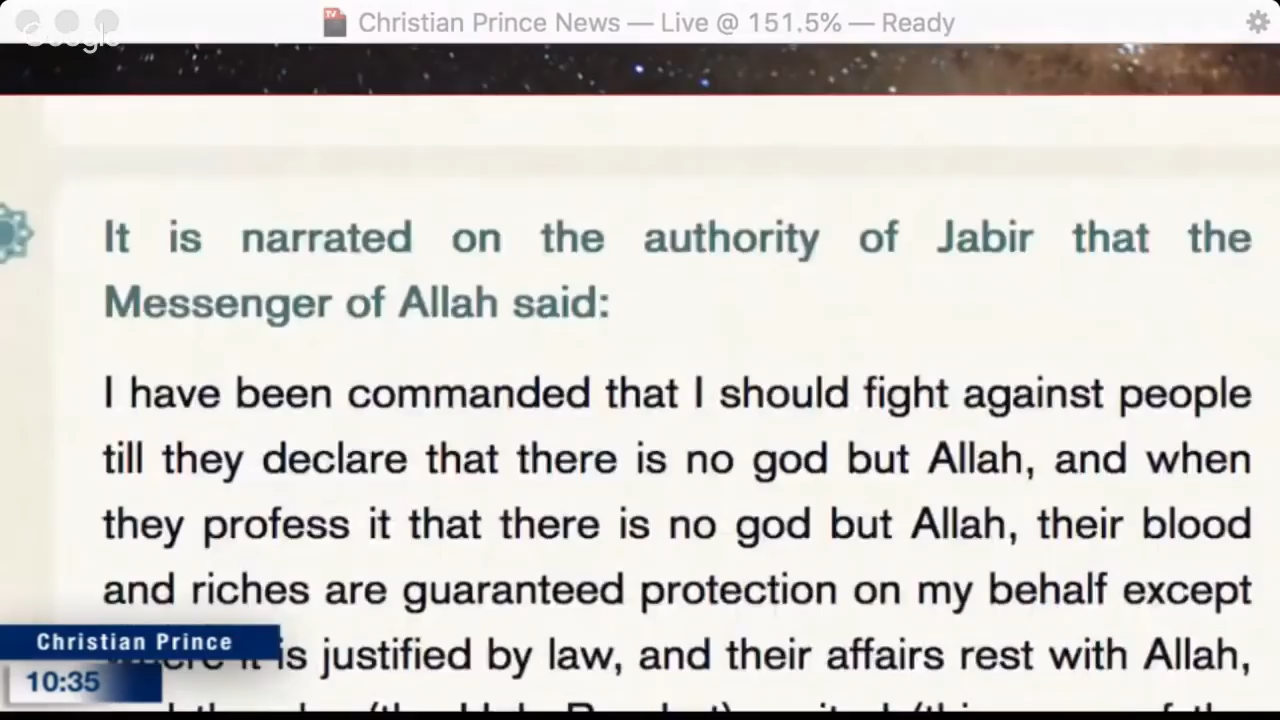 Christian Prince News — Live @ 151.5% — Ready
Google
It is narrated on the authority of Jabir that the
Messenger of Allah said:
I have been commanded that I should fight against people
till they declare that there is no god but Allah, and when
they profess it that there is no god but Allah, their blood
and riches are guaranteed protection on my behalf except
Christian Prince
it is justified by law, and their affairs rest with Allah,
10:35